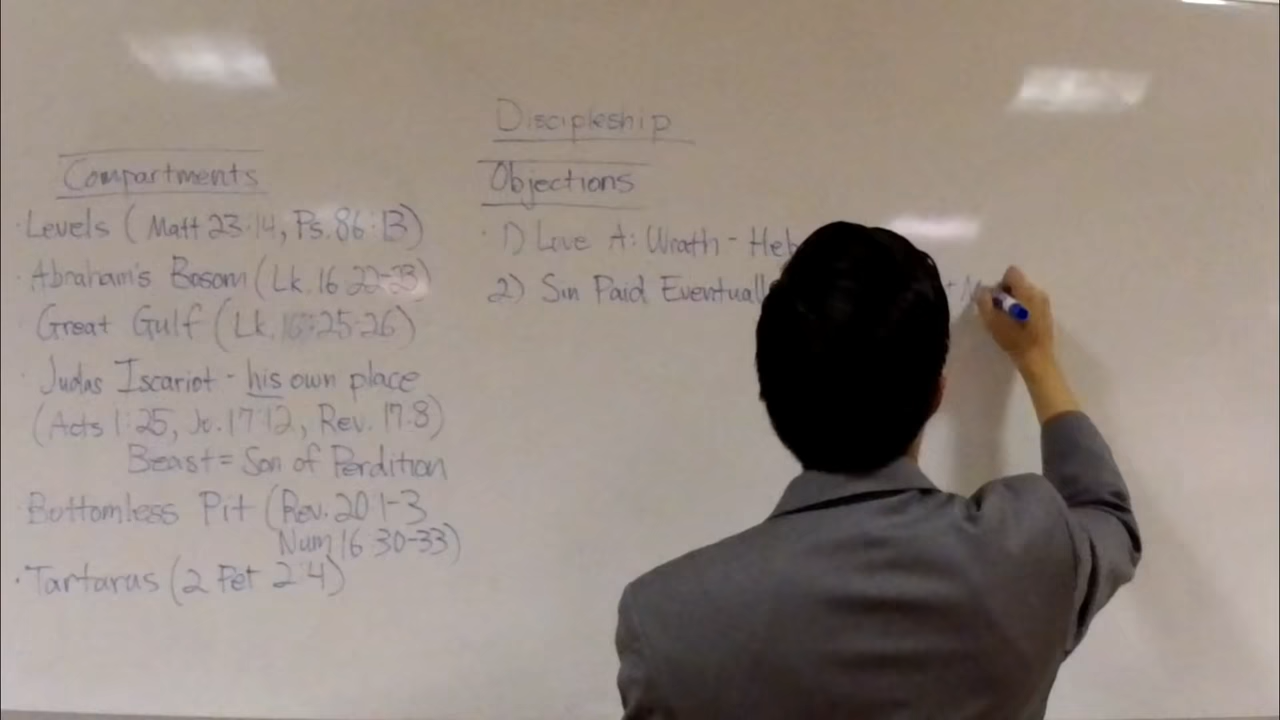 Discipleship
Compartments
· Levels (Matt 23:14, Ps. 86:13)
· Abraham's Bosom (Lk. 16 22-23)
Great Gulf (Lk. 16:25-26)
· Judas Iscariot - his own place
(Acts 1:25, Jo. 17:12, Rev. 17:8)
Beast = Son of Perdition
· Bottomless Pit (Rev. 20 1-3
Num 16 30-33)
· Tartarus (2 Pet 2:4)
Objections
· 1) Love A: Wrath - Heb
2) Sin Paid Eventuall